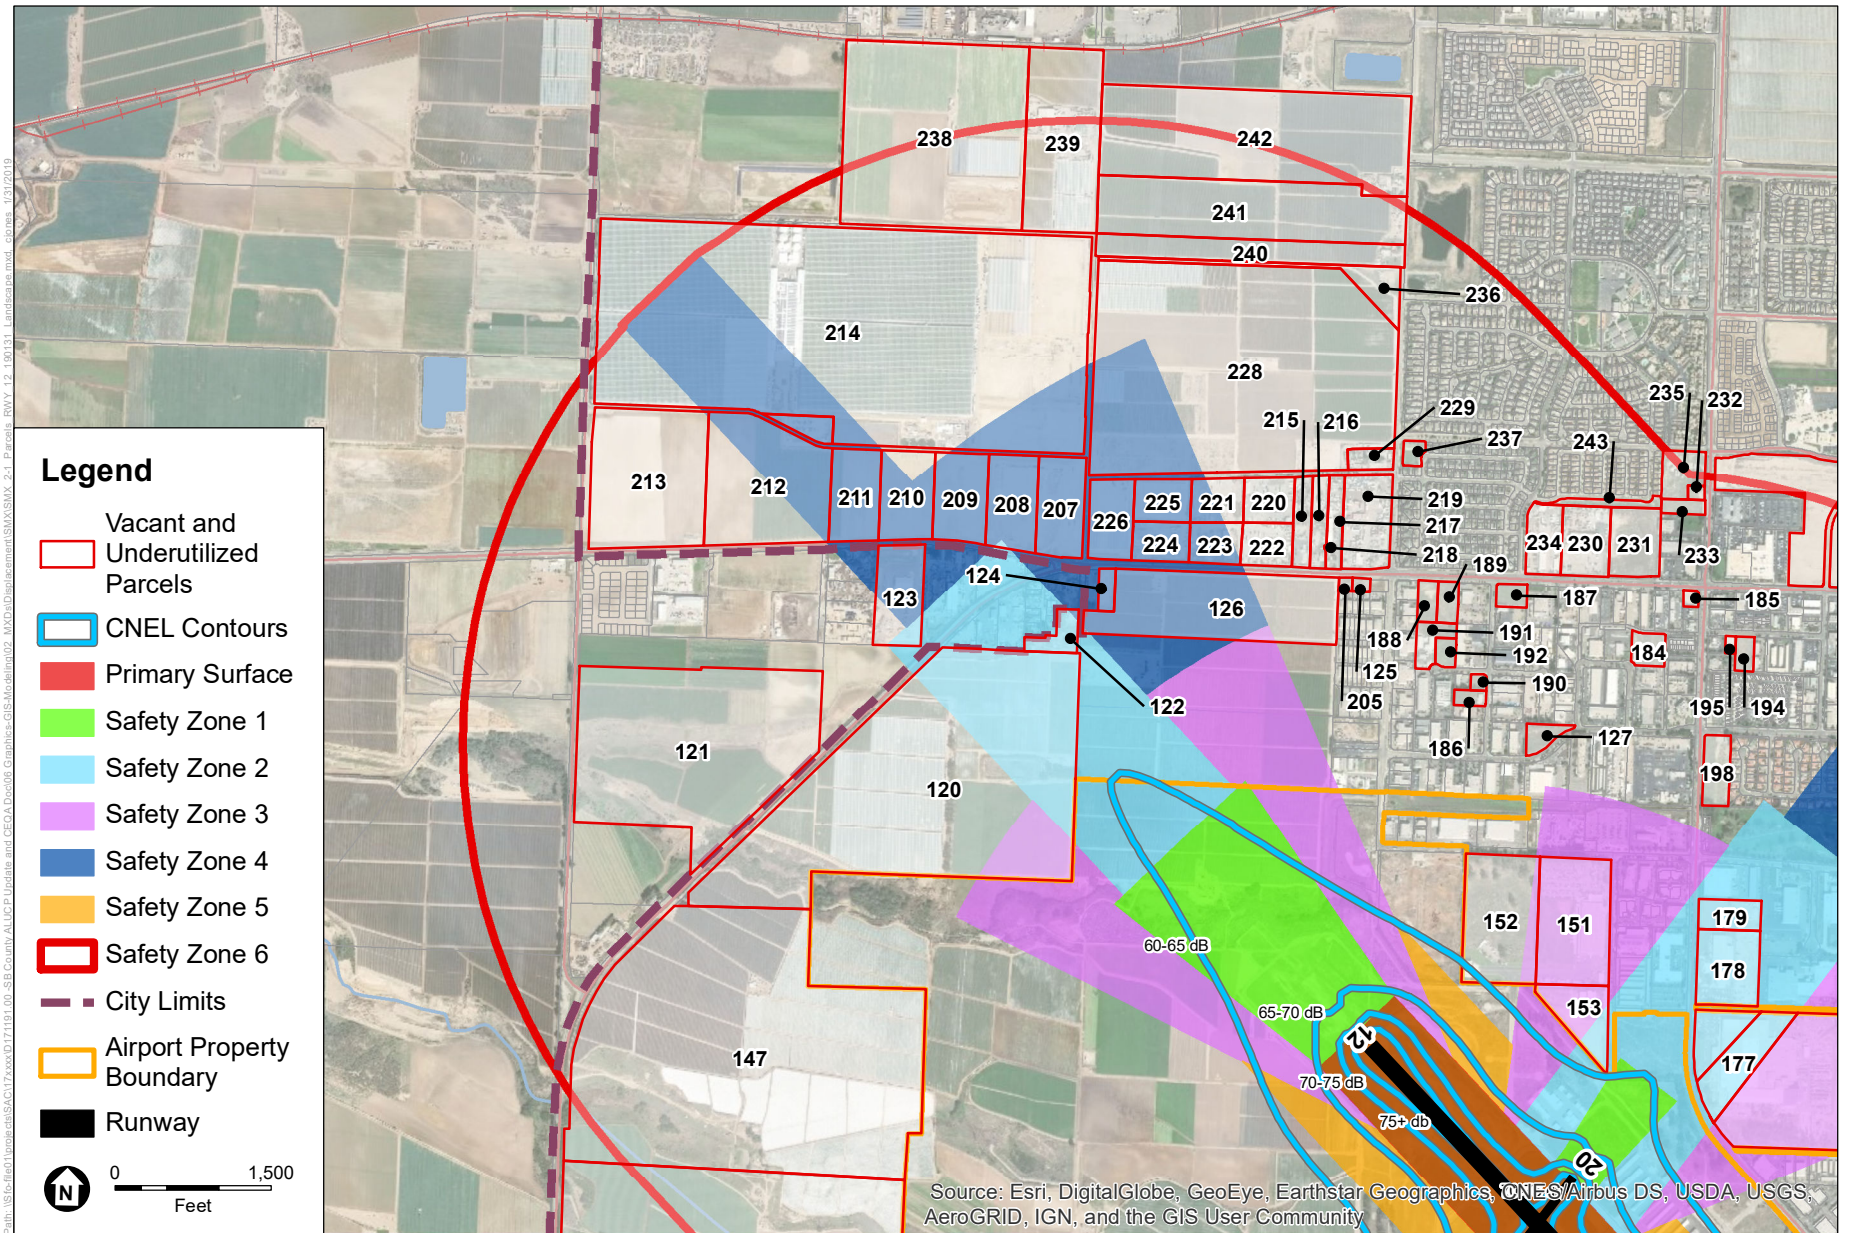 Legend
Vacant and
Underutilized
Parcels
CNEL Contours
Primary Surface
Safety Zone 1
Safety Zone 2
Safety Zone 3
Safety Zone 4
Safety Zone 5
Safety Zone 6
City Limits
Airport Property
Boundary
Runway
N
0 1,500
Feet
238
239
242
241
240
236
214
228
215
216
229
237
235
232
243
213
212
211
210
209
208
207
226
225
221
220
219
217
218
224
223
222
234
230
231
233
189
187
185
124
123
126
188
191
192
125
205
190
186
184
195
194
122
127
198
121
120
152
151
179
178
153
177
147
60-65 dB
65-70 dB
70-75 dB
75+ db
12
20
Source: Esri, DigitalGlobe, GeoEye, Earthstar Geographics, CNES/Airbus DS, USDA, USGS,
AeroGRID, IGN, and the GIS User Community